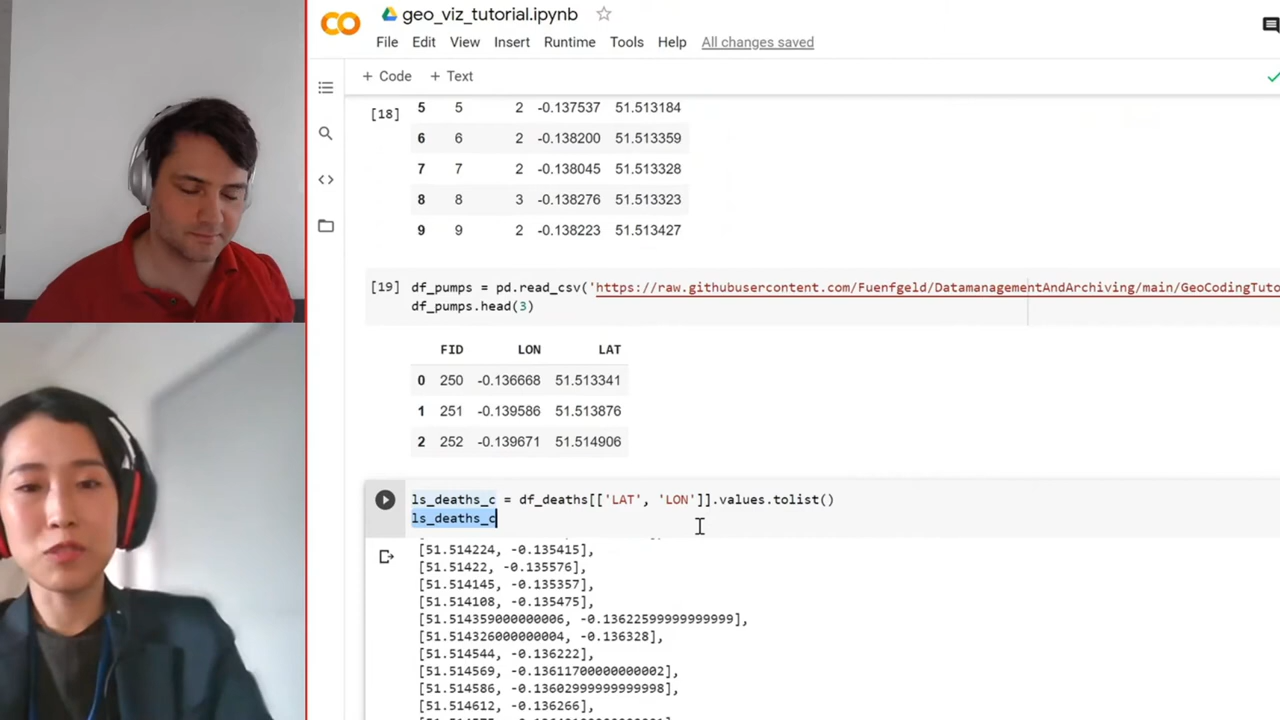 CO
geo_viz_tutorial.ipynb
File Edit View Insert Runtime Tools Help All changes saved
+ Code + Text
[18]
5 5 2 -0.137537 51.513184
6 6 2 -0.138200 51.513359
7 7 2 -0.138045 51.513328
8 8 3 -0.138276 51.513323
9 9 2 -0.138223 51.513427
[19] df_pumps = pd.read_csv('https://raw.githubusercontent.com/Fuenfgeld/DatamanagementAndArchiving/main/GeoCodingTuto
df_pumps.head(3)
FID LON LAT
0 250 -0.136668 51.513341
1 251 -0.139586 51.513876
2 252 -0.139671 51.514906
ls_deaths_c = df_deaths[['LAT', 'LON']].values.tolist()
ls_deaths_c
[51.514224, -0.135415],
[51.51422, -0.135576],
[51.514145, -0.135357],
[51.514108, -0.135475],
[51.514359000000006, -0.13622599999999999],
[51.514326000000004, -0.136328],
[51.514544, -0.136222],
[51.514569, -0.13611700000000002],
[51.514586, -0.13602999999999998],
[51.514612, -0.136266],